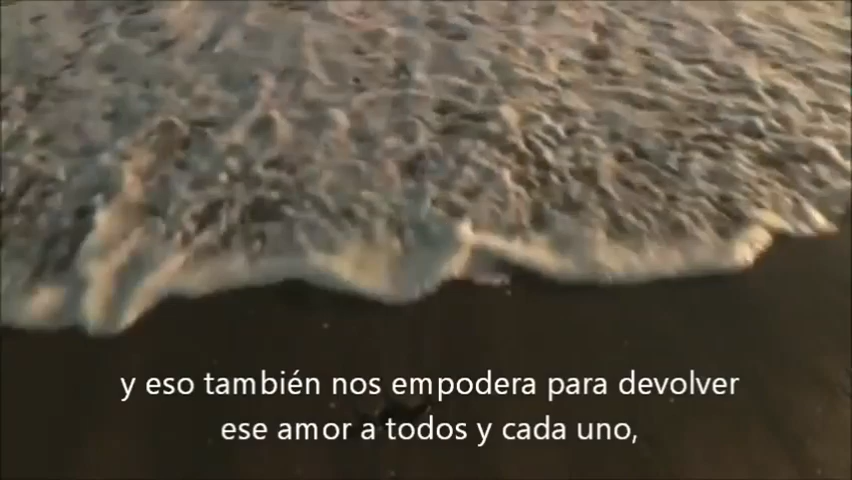 y eso también nos empodera para devolver
ese amor a todos y cada uno,